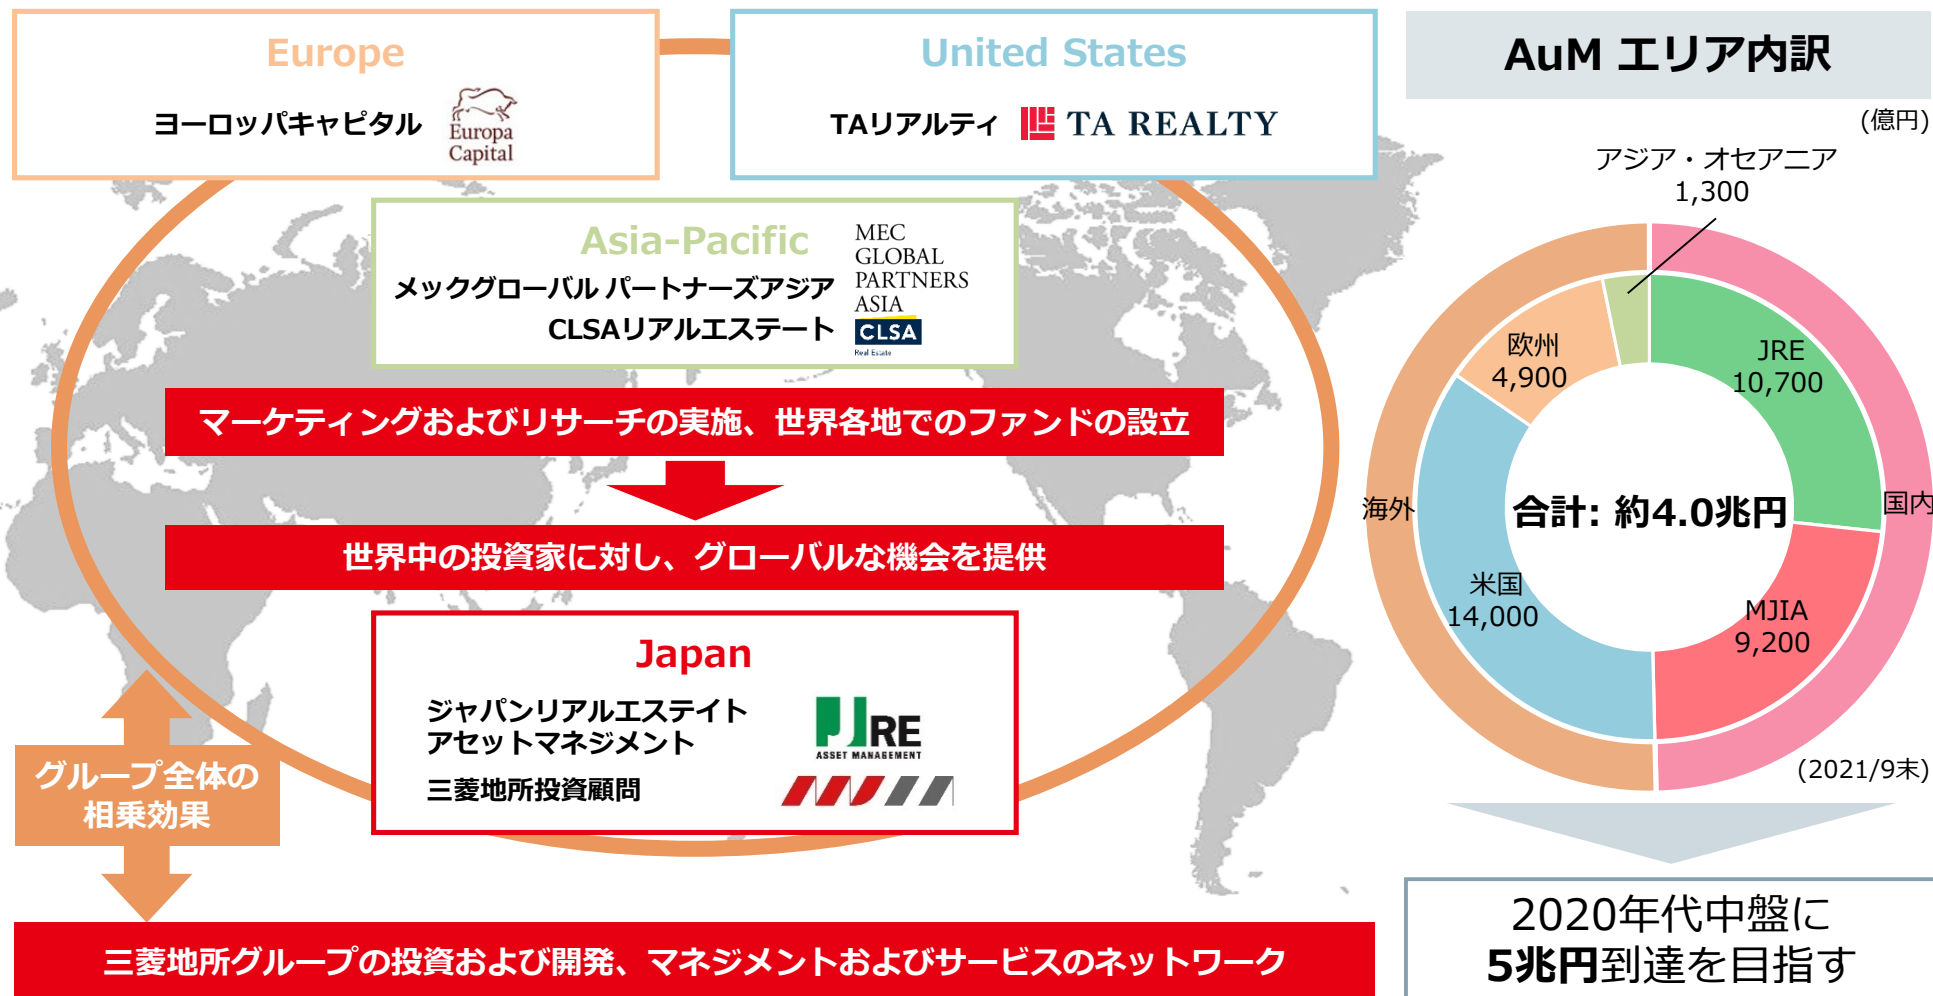 Europe
ヨーロッパキャピタル
Europa
Capital
United States
TAリアルティ
TA REALTY
Asia-Pacific
メックグローバル パートナーズアジア
CLSAリアルエステート
MEC
GLOBAL
PARTNERS
ASIA
CLSA
Real Estate
マーケティングおよびリサーチの実施、世界各地でのファンドの設立
世界中の投資家に対し、グローバルな機会を提供
Japan
ジャパンリアルエステイト
アセットマネジメント
JRE
ASSET MANAGEMENT
三菱地所投資顧問
グループ全体の
相乗効果
三菱地所グループの投資および開発、マネジメントおよびサービスのネットワーク
AuM エリア内訳
(億円)
アジア・オセアニア
1,300
欧州
4,900
JRE
10,700
海外
合計: 約4.0兆円
国内
米国
14,000
MJIA
9,200
(2021/9末)
2020年代中盤に
5兆円到達を目指す